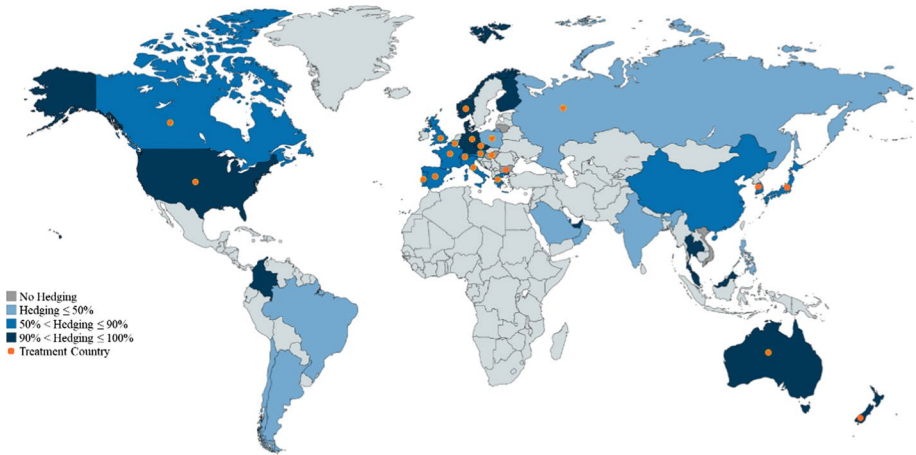 No Hedging
Hedging ≤ 50%
50% < Hedging ≤ 90%
90% < Hedging ≤ 100%
Treatment Country